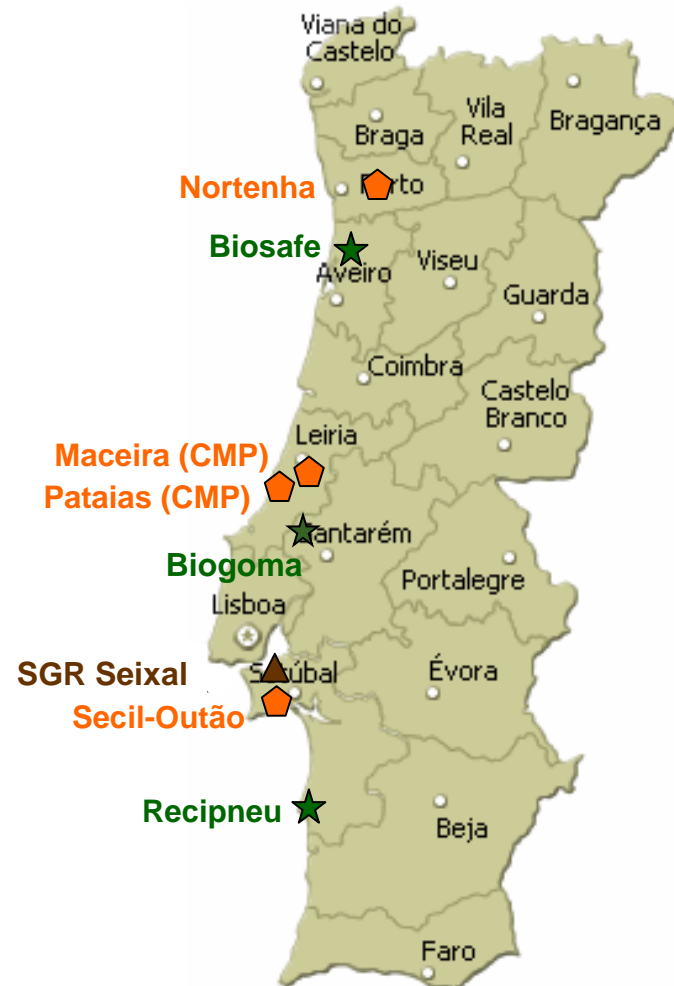 Viana do
Castelo
Braga
Vila
Real
Bragança
Nortenha
Porto
Biosafe
Aveiro
Viseu
Guarda
Coimbra
Castelo
Branco
Leiria
Maceira (CMP)
Pataias (CMP)
Santarém
Biogoma
Portalegre
Lisboa
SGR Seixal
Setúbal
Évora
Secil-Outão
Recipneu
Beja
Faro